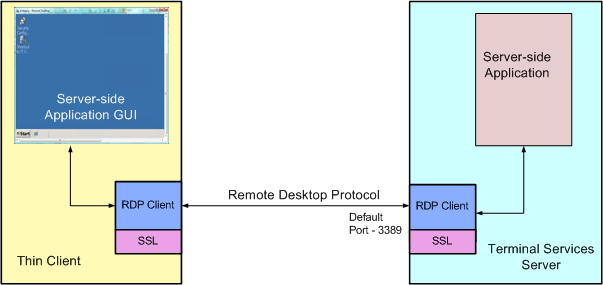 Server-side
Application GUI
Start
RDP Client
SSL
Thin Client
Remote Desktop Protocol
Default
Port - 3389
Server-side
Application
RDP Client
SSL
Terminal Services
Server